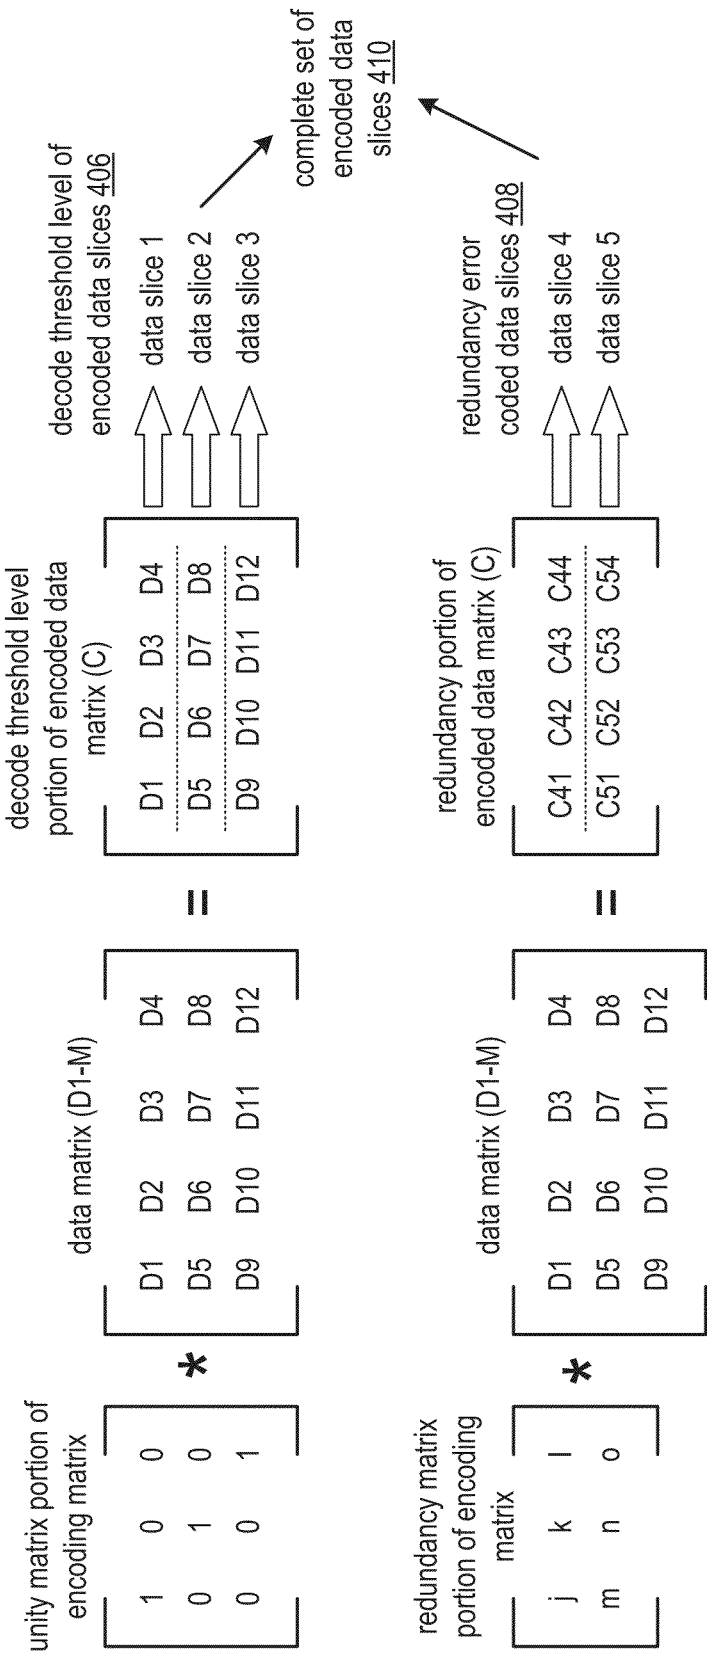 unity matrix portion of
encoding matrix
1 0 0
0 1 0
0 0 1
*
data matrix (D1-M)
D1 D2 D3 D4
D5 D6 D7 D8
D9 D10 D11 D12
=
decode threshold level
portion of encoded data
matrix (C)
D1 D2 D3 D4
D5 D6 D7 D8
D9 D10 D11 D12
decode threshold level of
encoded data slices 406
data slice 1
data slice 2
data slice 3
complete set of
encoded data
slices 410
redundancy matrix
portion of encoding
matrix
j k l
m n o
*
data matrix (D1-M)
D1 D2 D3 D4
D5 D6 D7 D8
D9 D10 D11 D12
=
redundancy portion of
encoded data matrix (C)
C41 C42 C43 C44
C51 C52 C53 C54
redundancy error
coded data slices 408
data slice 4
data slice 5